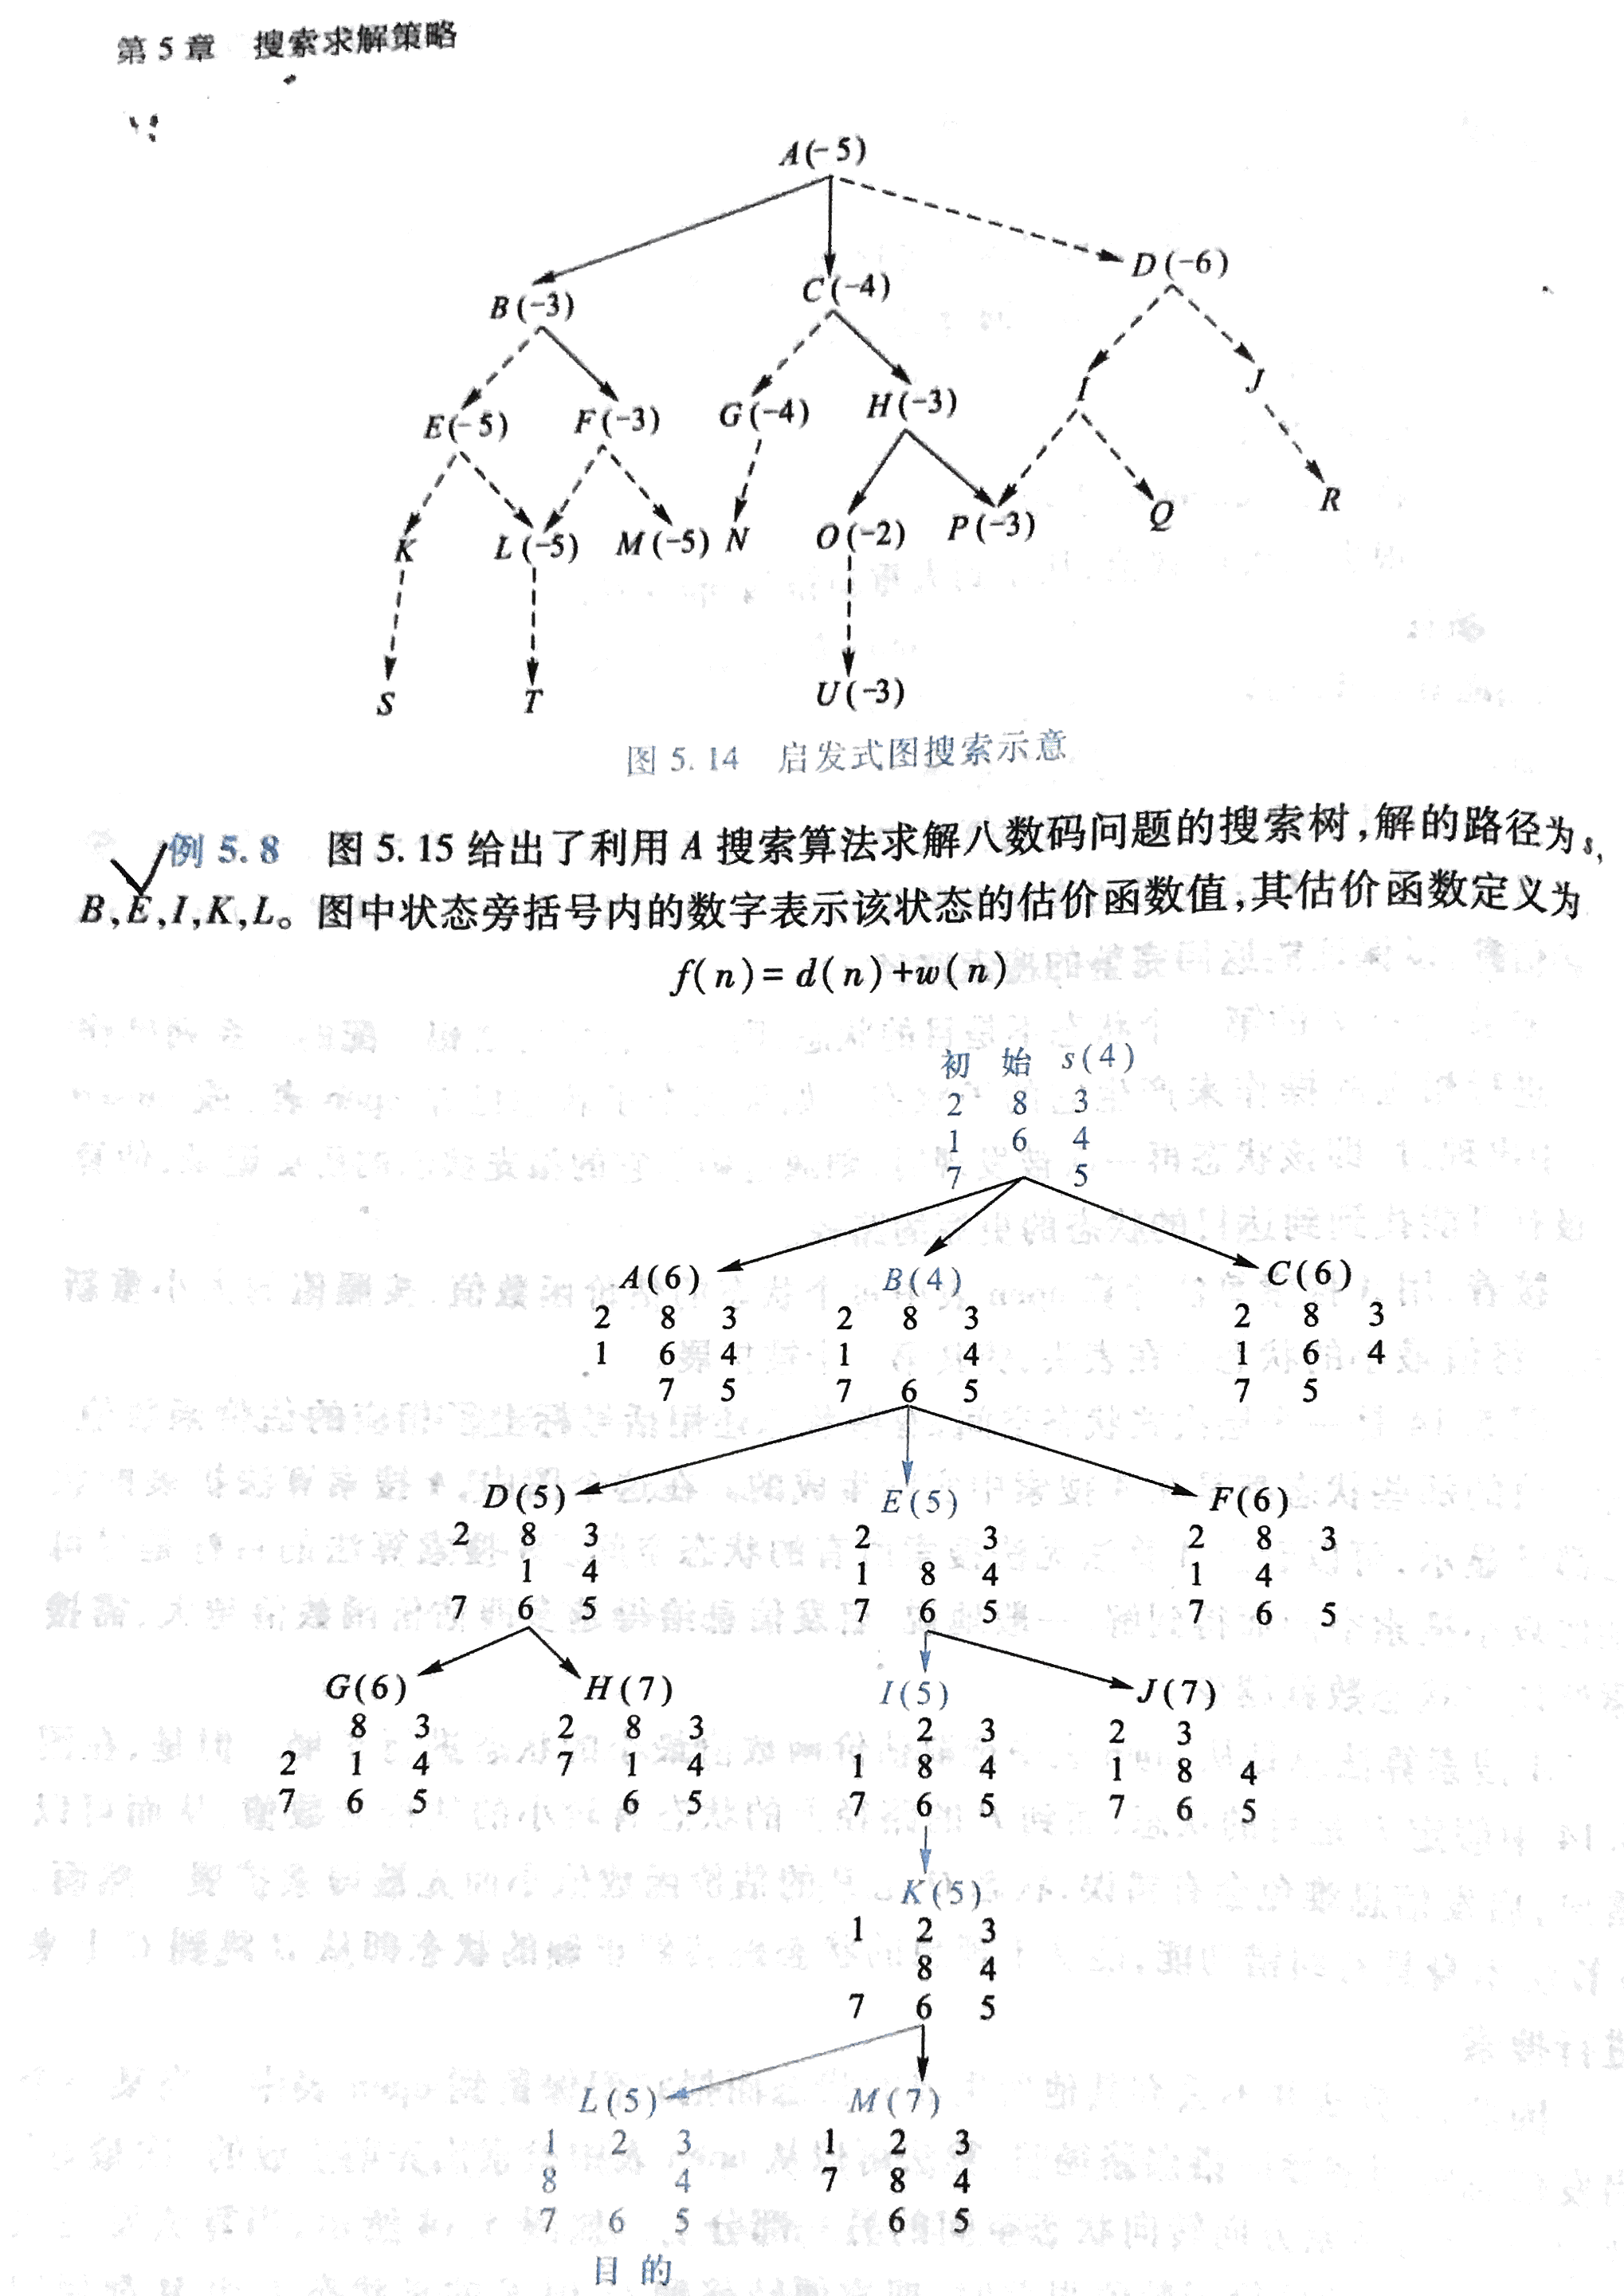 第 5 章 搜索求解策略
A(-5)
D(-6)
C(-4)
B(-3)
I J
E(-5) F(-3) G(-4) H(-3)
K L(-5) M(-5) N O(-2) P(-3) Q R
S T U(-3)
图 5.14 启发式图搜索示意
例 5.8 图 5.15 给出了利用 A 搜索算法求解八数码问题的搜索树,解的路径为 s,
B,E,I,K,L。图中状态旁括号内的数字表示该状态的估价函数值,其估价函数定义为
f(n)=d(n)+w(n)
初 始 s(4)
2 8 3
1 6 4
7 5
A(6) B(4) C(6)
2 8 3 2 8 3 2 8 3
1 6 4 1 4 1 6 4
7 5 7 6 5 7 5
D(5) E(5) F(6)
2 8 3 2 3 2 8 3
1 4 1 8 4 1 4
7 6 5 7 6 5 7 6 5
G(6) H(7) I(5) J(7)
8 3 2 8 3 2 3 2 3
2 1 4 7 1 4 1 8 4 1 8 4
7 6 5 6 5 7 6 5 7 6 5
K(5)
1 2 3
8 4
7 6 5
L(5) M(7)
1 2 3 1 2 3
8 4 7 8 4
7 6 5 6 5
目 的